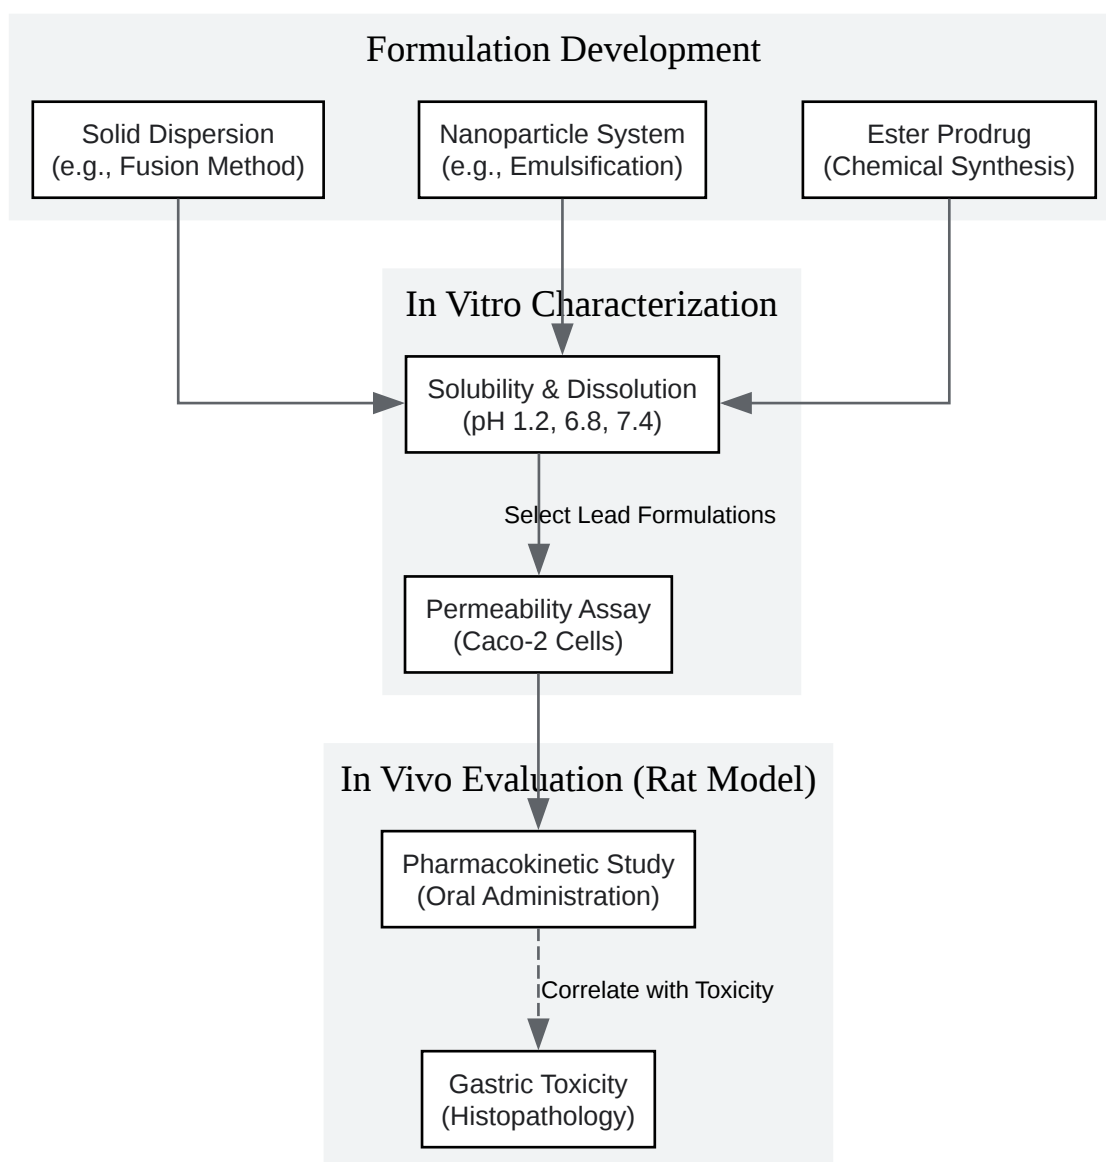 Formulation Development
Solid Dispersion
(e.g., Fusion Method)
Nanoparticle System
(e.g., Emulsification)
Ester Prodrug
(Chemical Synthesis)
In Vitro Characterization
Solubility & Dissolution
(pH 1.2, 6.8, 7.4)
Select Lead Formulations
Permeability Assay
(Caco-2 Cells)
In Vivo Evaluation (Rat Model)
Pharmacokinetic Study
(Oral Administration)
Correlate with Toxicity
Gastric Toxicity
(Histopathology)